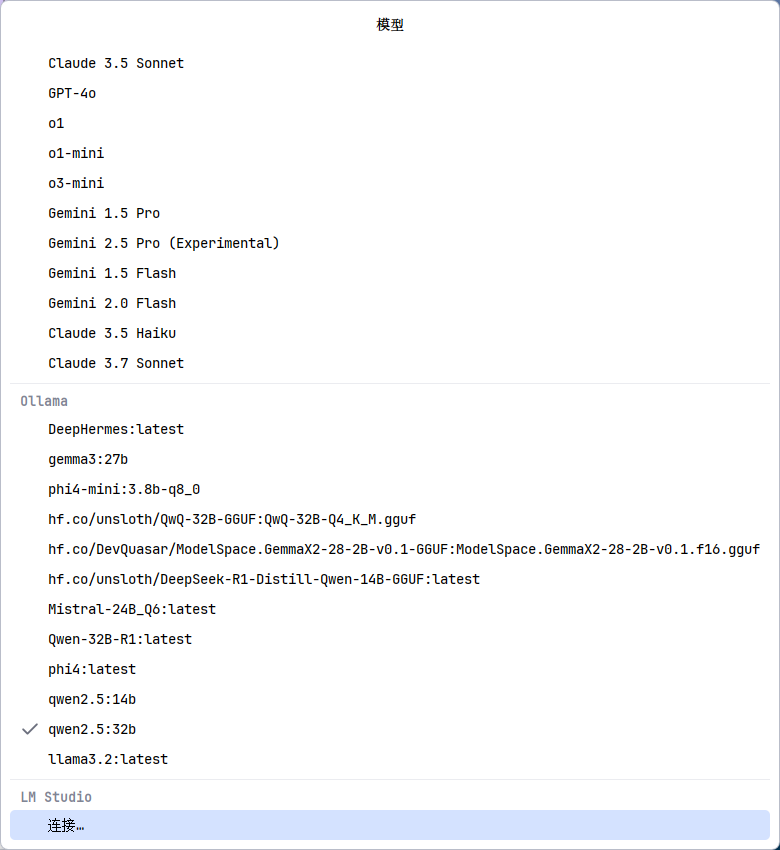 模型
Claude 3.5 Sonnet
GPT-4o
o1
o1-mini
o3-mini
Gemini 1.5 Pro
Gemini 2.5 Pro (Experimental)
Gemini 1.5 Flash
Gemini 2.0 Flash
Claude 3.5 Haiku
Claude 3.7 Sonnet
Ollama
DeepHermes:latest
gemma3:27b
phi4-mini:3.8b-q8_0
hf.co/unsloth/QwQ-32B-GGUF:QwQ-32B-Q4_K_M.gguf
hf.co/DevQuasar/ModelSpace.GemmaX2-28-2B-v0.1-GGUF:ModelSpace.GemmaX2-28-2B-v0.1.f16.gguf
hf.co/unsloth/DeepSeek-R1-Distill-Qwen-14B-GGUF:latest
Mistral-24B_Q6:latest
Qwen-32B-R1:latest
phi4:latest
qwen2.5:14b
qwen2.5:32b
llama3.2:latest
LM Studio
连接…